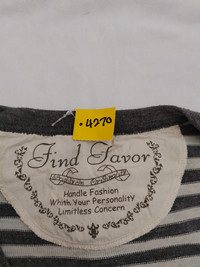 .4270
Find Favor
Handle Fashion
Whith Your Personality
Limitless Concern